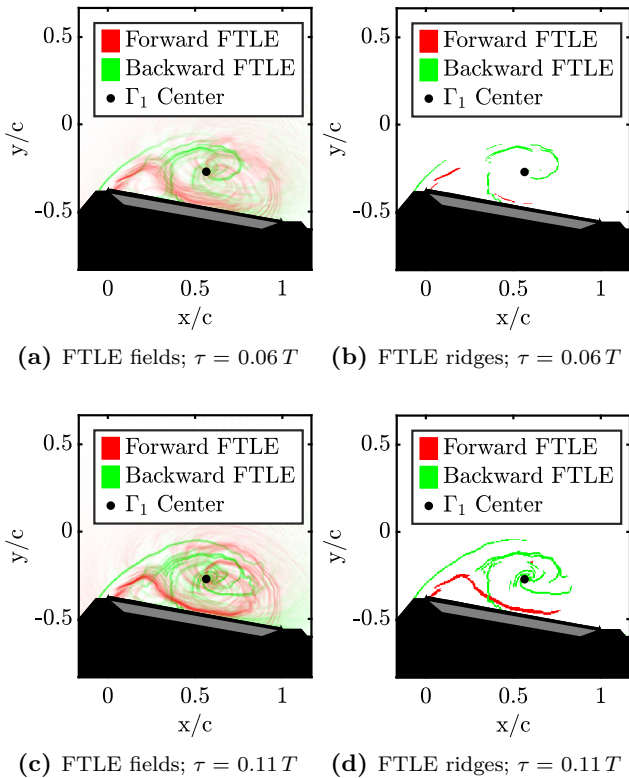 0.5
0
-0.5
y/c
Forward FTLE
Backward FTLE
Γ₁ Center
0
0.5
1
x/c
(a) FTLE fields; τ = 0.06 T
0.5
0
-0.5
y/c
Forward FTLE
Backward FTLE
Γ₁ Center
0
0.5
1
x/c
(b) FTLE ridges; τ = 0.06 T
0.5
0
-0.5
y/c
Forward FTLE
Backward FTLE
Γ₁ Center
0
0.5
1
x/c
(c) FTLE fields; τ = 0.11 T
0.5
0
-0.5
y/c
Forward FTLE
Backward FTLE
Γ₁ Center
0
0.5
1
x/c
(d) FTLE ridges; τ = 0.11 T